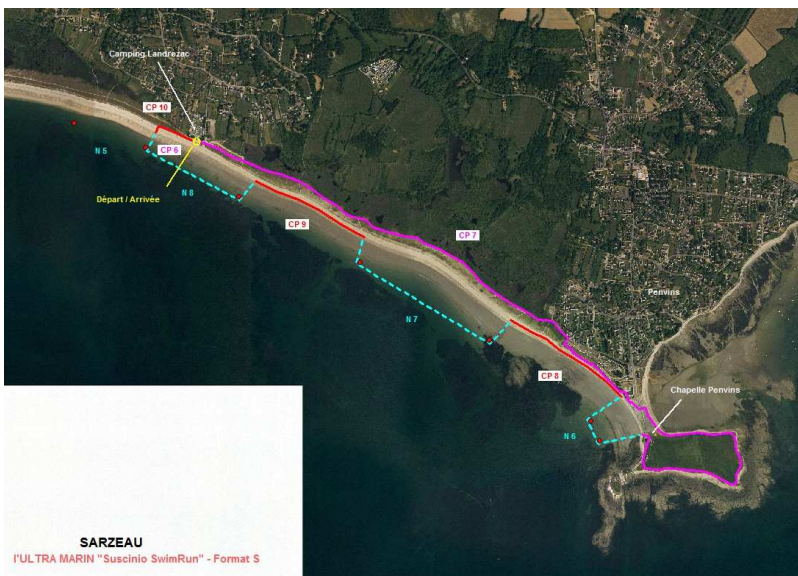 Camping Landrezac
CP 10
CP 6
N 5
N 8
Départ / Arrivée
CP 9
CP 7
N 7
Penvins
CP 8
Chapelle Penvins
N 6
SARZEAU
l'ULTRA MARIN "Suscinio SwimRun" - Format S